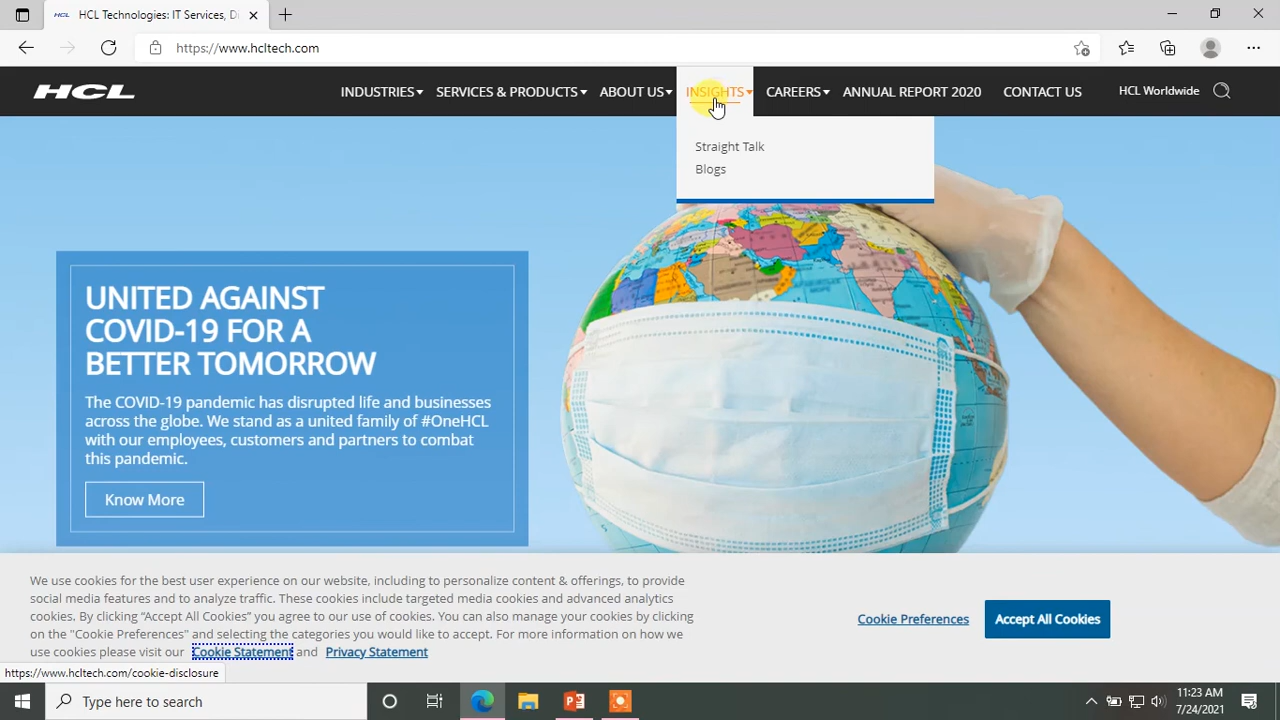 HCL Technologies: IT Services, Di
https://www.hcltech.com
HCL
INDUSTRIES
SERVICES & PRODUCTS
ABOUT US
INSIGHTS
CAREERS
ANNUAL REPORT 2020
CONTACT US
HCL Worldwide
Straight Talk
Blogs
UNITED AGAINST
COVID-19 FOR A
BETTER TOMORROW
The COVID-19 pandemic has disrupted life and businesses
across the globe. We stand as a united family of #OneHCL
with our employees, customers and partners to combat
this pandemic.
Know More
We use cookies for the best user experience on our website, including to personalize content & offerings, to provide
social media features and to analyze traffic. These cookies include targeted media cookies and advanced analytics
cookies. By clicking “Accept All Cookies” you agree to our use of cookies. You can also manage your cookies by clicking
on the "Cookie Preferences" and selecting the categories you would like to accept. For more information on how we
use cookies please visit our Cookie Statement and Privacy Statement
Cookie Preferences
Accept All Cookies
https://www.hcltech.com/cookie-disclosure
Type here to search
11:23 AM
7/24/2021